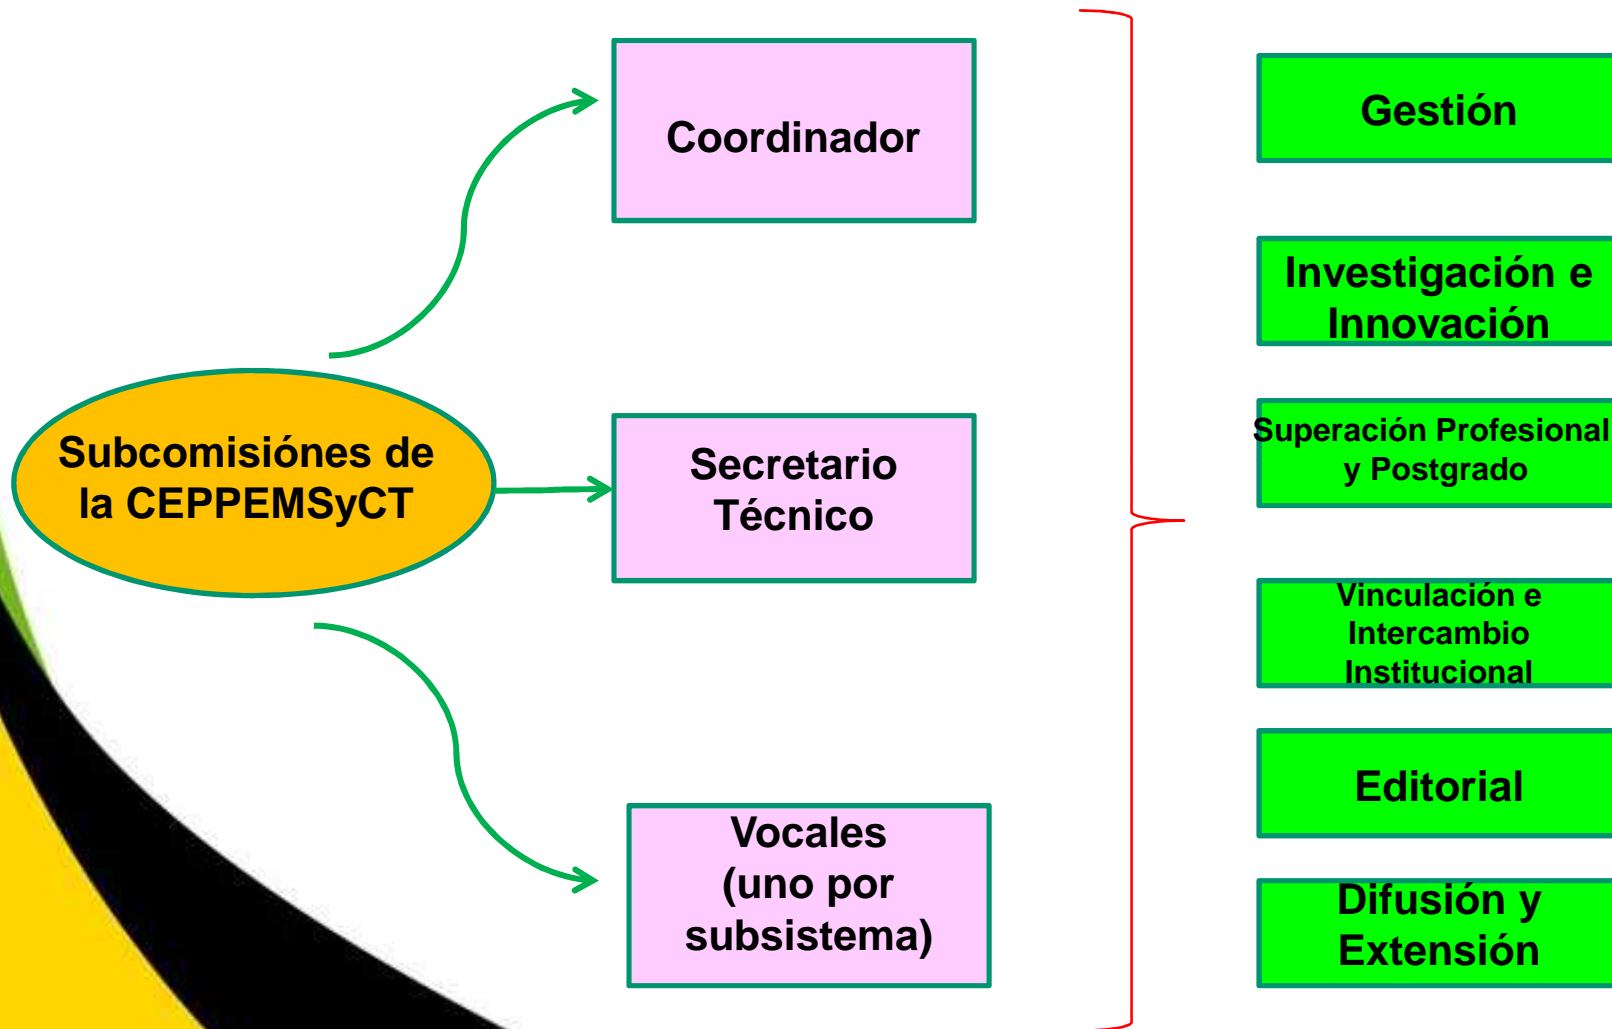 Subcomisiónes de
la CEPPEMSyCT
Coordinador
Secretario
Técnico
Vocales
(uno por
subsistema)
Gestión
Investigación e
Innovación
Superación Profesional
y Postgrado
Vinculación e
Intercambio
Institucional
Editorial
Difusión y
Extensión